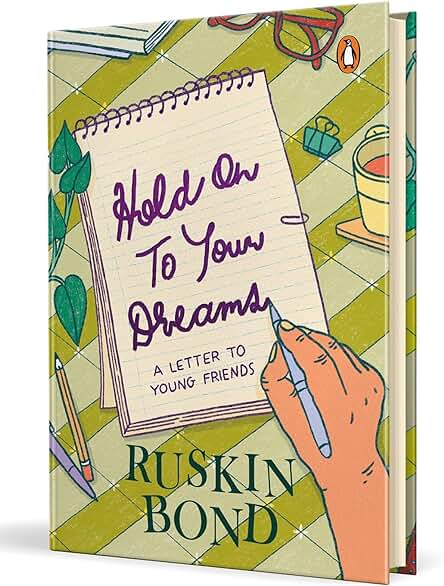 Hold On
To Your
Dreams
A LETTER TO
YOUNG FRIENDS
RUSKIN
BOND